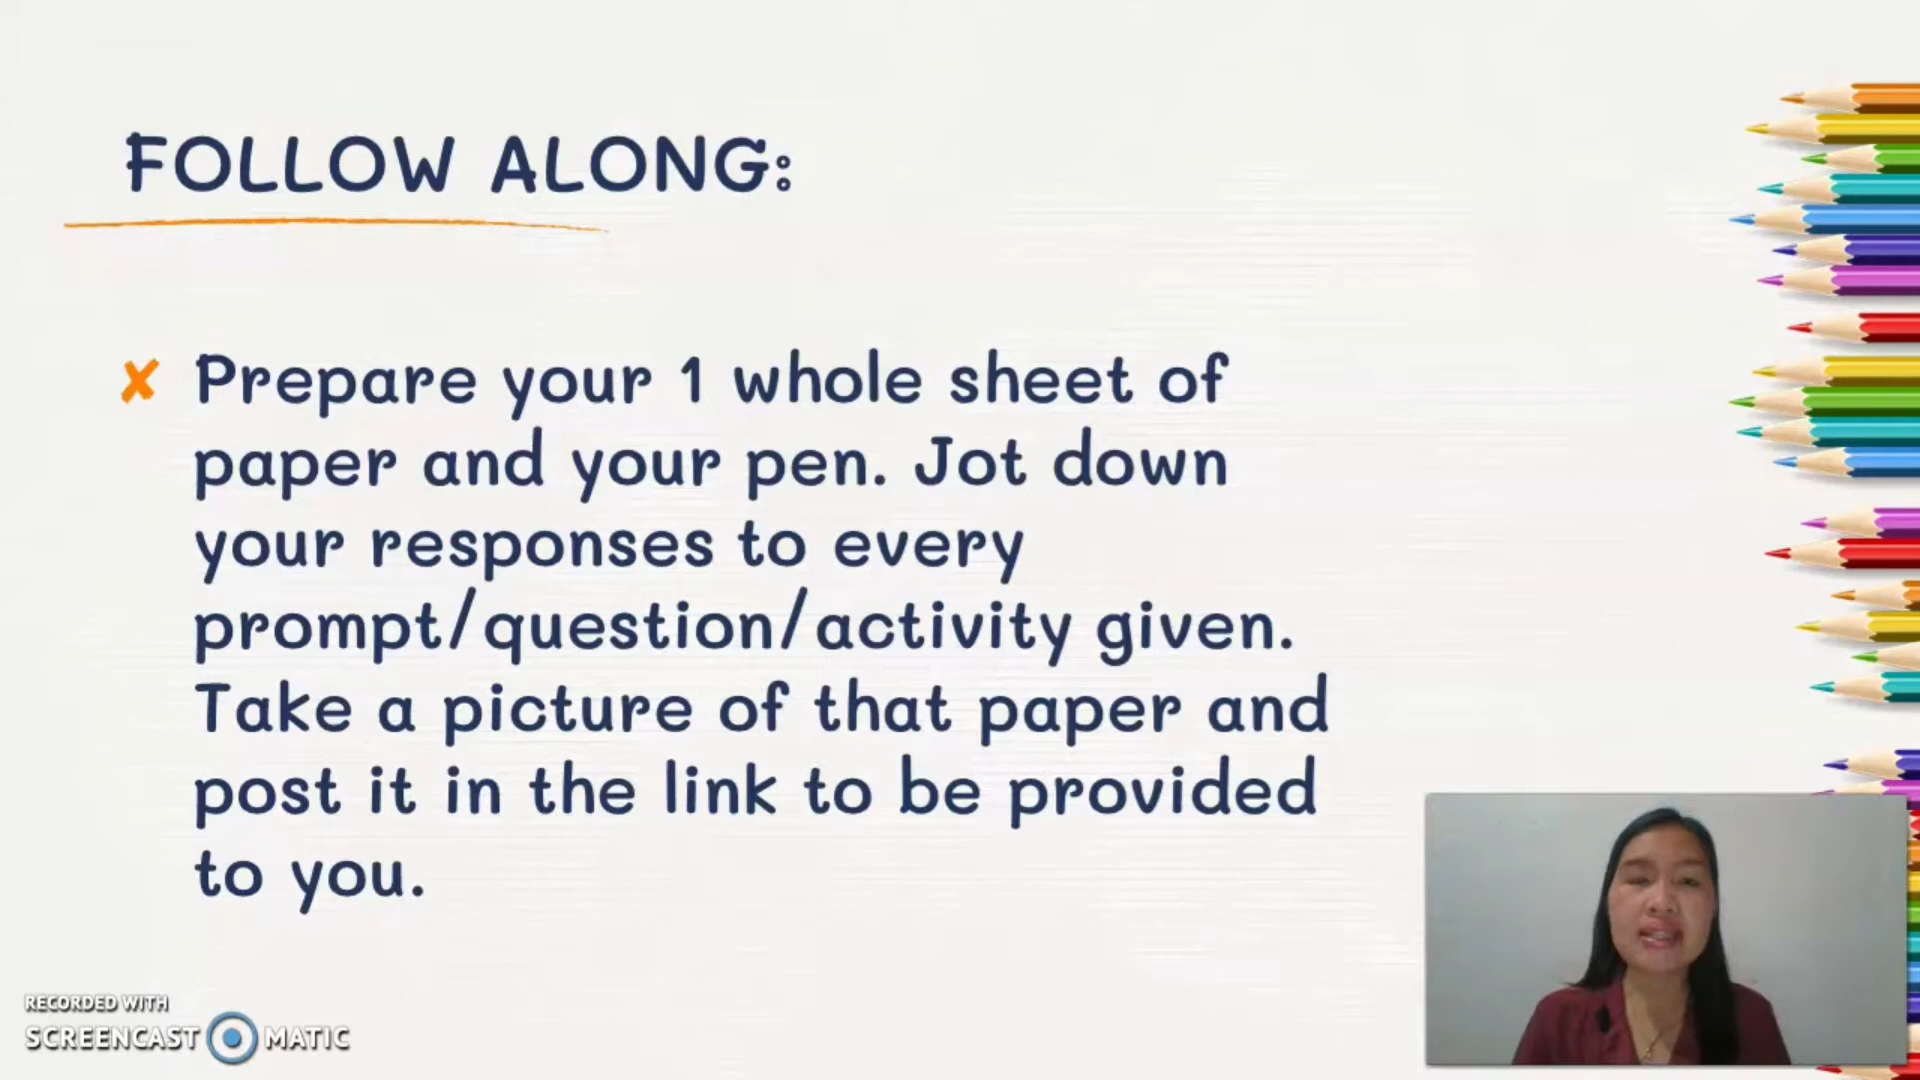 FOLLOW ALONG:
✘ Prepare your 1 whole sheet of
paper and your pen. Jot down
your responses to every
prompt/question/activity given.
Take a picture of that paper and
post it in the link to be provided
to you.
RECORDED WITH
SCREENCAST MATIC